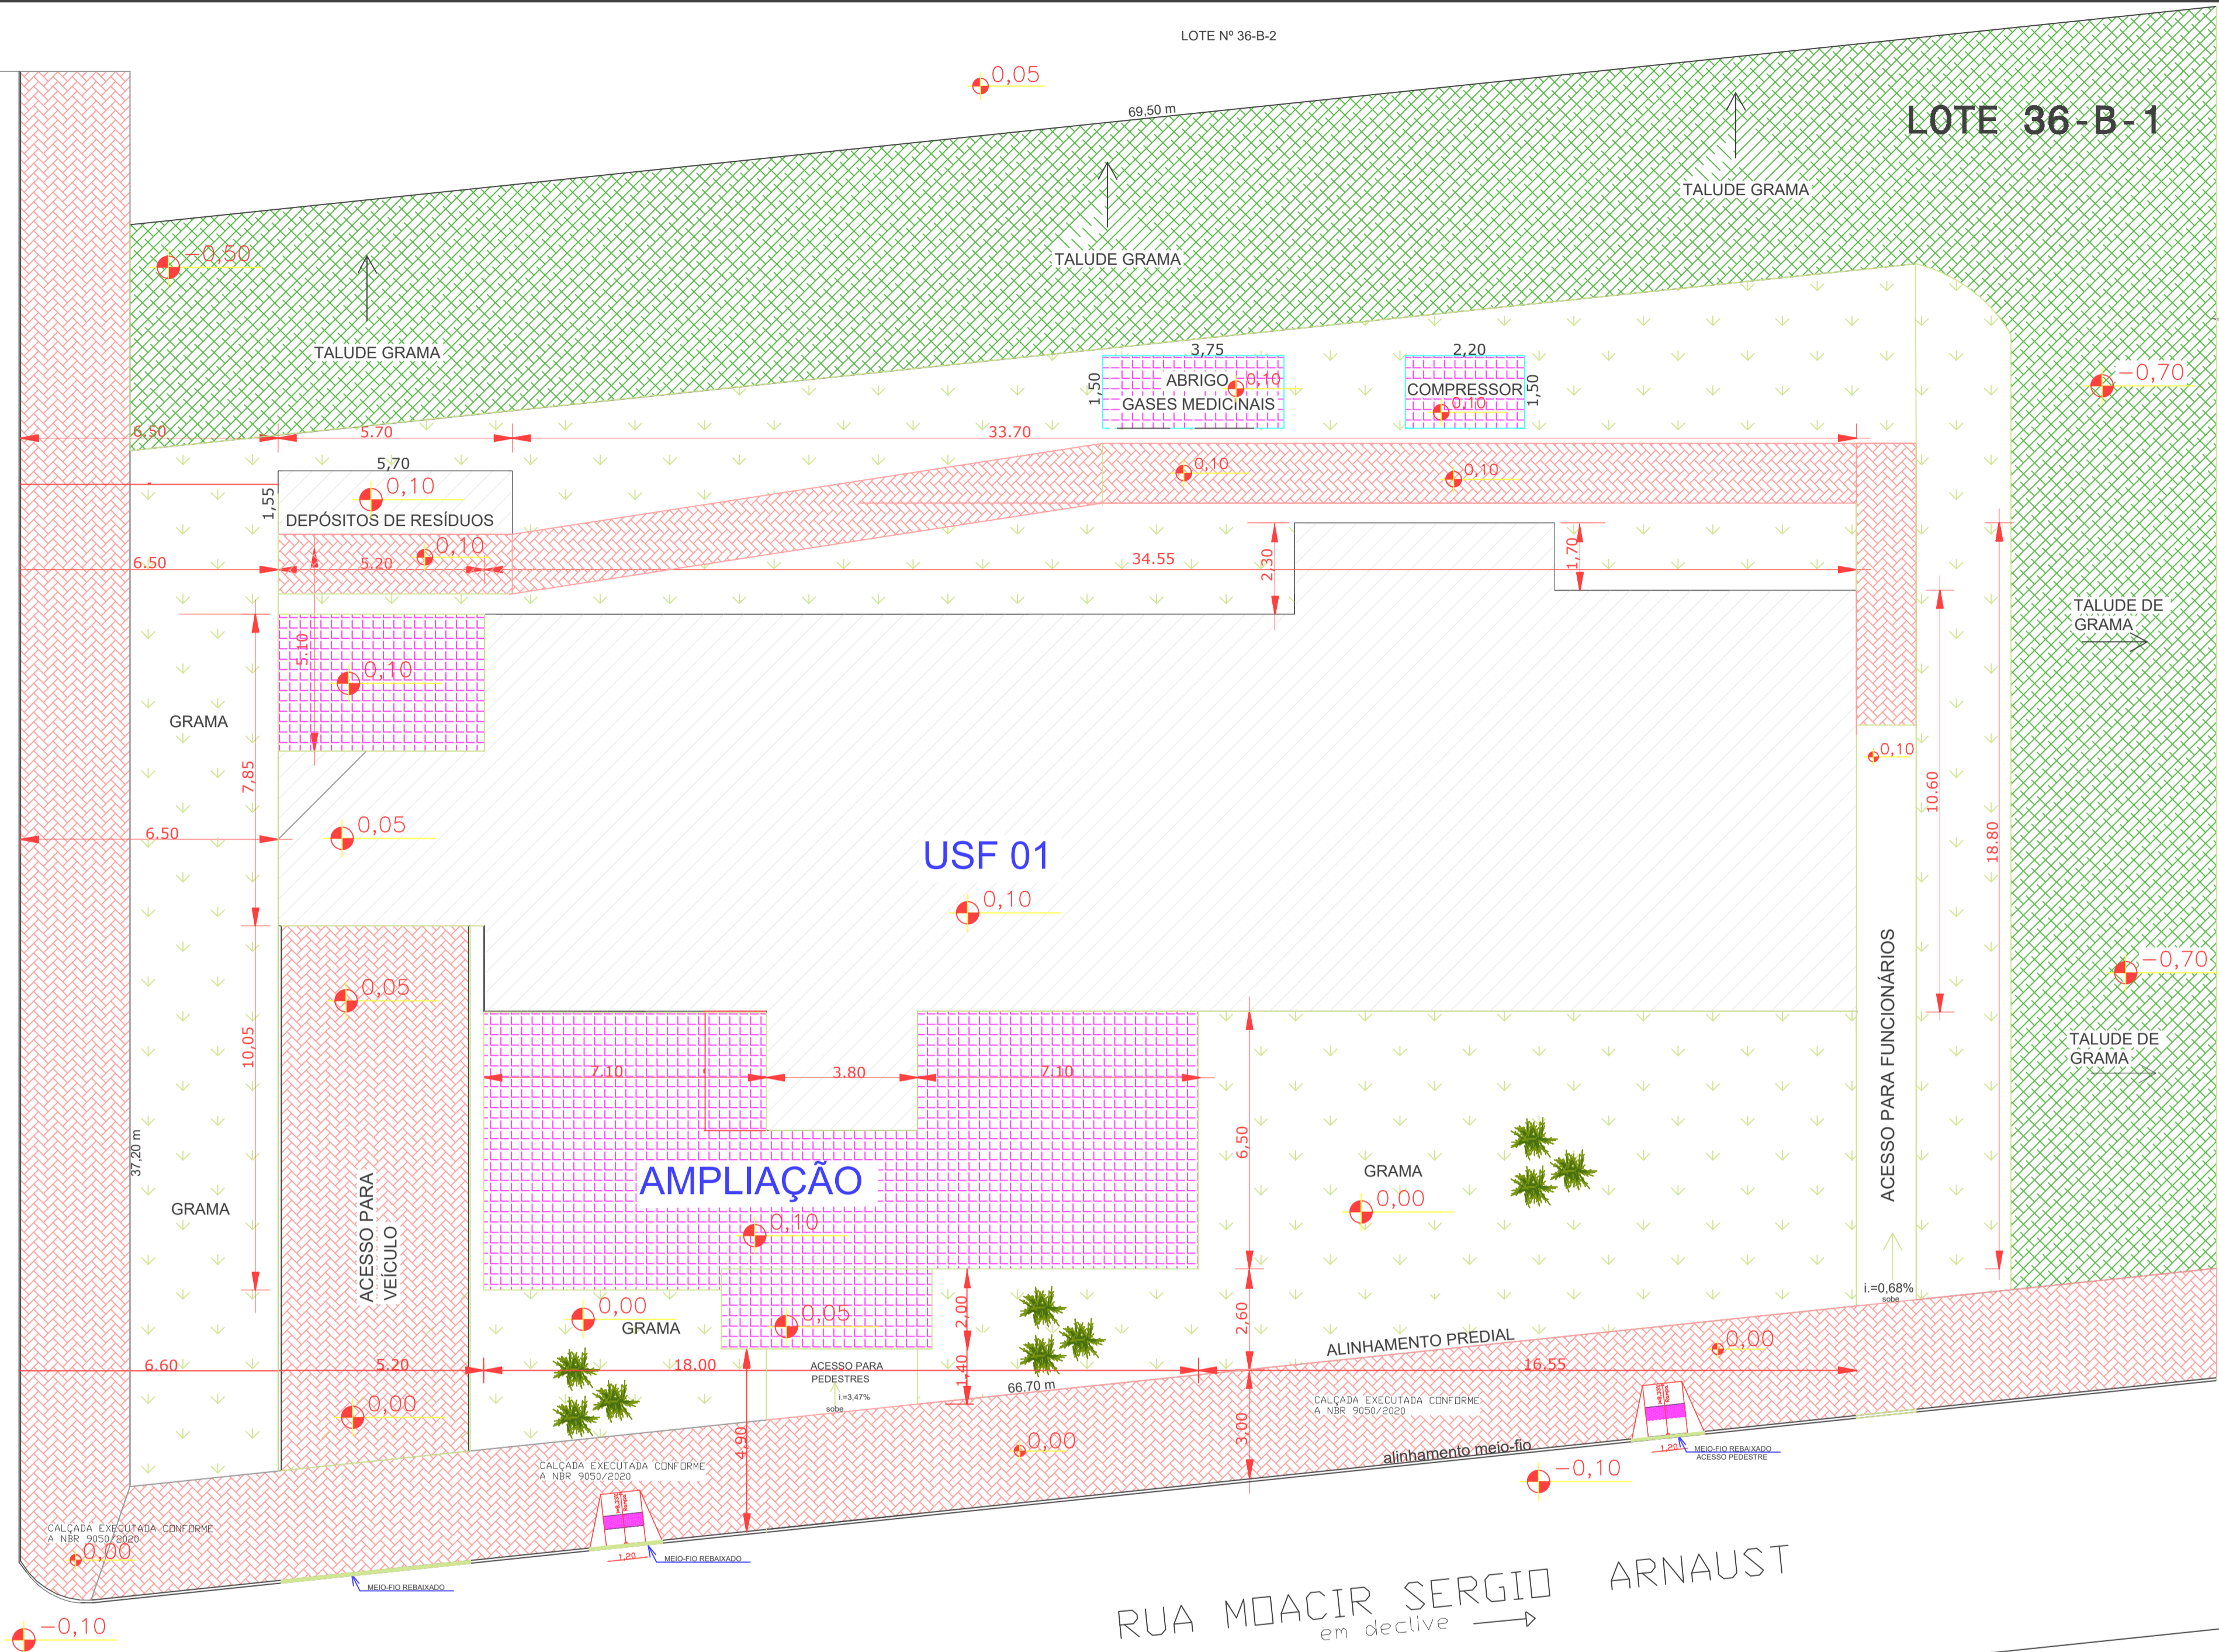 LOTE Nº 36-B-2
0,05
69,50 m
LOTE 36-B-1
TALUDE GRAMA
-0,50
TALUDE GRAMA
TALUDE GRAMA
3,75
2,20
1,50
ABRIGO
0,10
GASES MEDICINAIS
COMPRESSOR
0,10
1,50
-0,70
6.50
5.70
33.70
5,70
1,55
0,10
DEPÓSITOS DE RESÍDUOS
0,10
0,10
0,10
6.50
5.20
34.55
2,30
1,70
TALUDE DE
GRAMA
5.10
0,10
GRAMA
7,85
0,10
10.60
18.80
6.50
0,05
USF 01
0,10
-0,70
0,05
10,05
ACESSO PARA FUNCIONÁRIOS
TALUDE DE
GRAMA
7.10
3.80
7.10
37,20 m
6,50
GRAMA
0,00
AMPLIAÇÃO
0,10
GRAMA
ACESSO PARA
VEÍCULO
i.=0,68%
sobe
0,00
GRAMA
0,05
2,00
2,60
ALINHAMENTO PREDIAL
0,00
6.60
5.20
18.00
ACESSO PARA
PEDESTRES
i.=3,47%
sobe
1,40
66.70 m
16.55
0,00
CALÇADA EXECUTADA CONFORME
A NBR 9050/2020
4,90
0,00
3,00
alinhamento meio-fio
1,20
MEIO-FIO REBAIXADO
ACESSO PEDESTRE
-0,10
CALÇADA EXECUTADA CONFORME
A NBR 9050/2020
CALÇADA EXECUTADA CONFORME
A NBR 9050/2020
0,00
1,20
MEIO-FIO REBAIXADO
MEIO-FIO REBAIXADO
-0,10
RUA MOACIR SERGIO ARNAUST
em declive